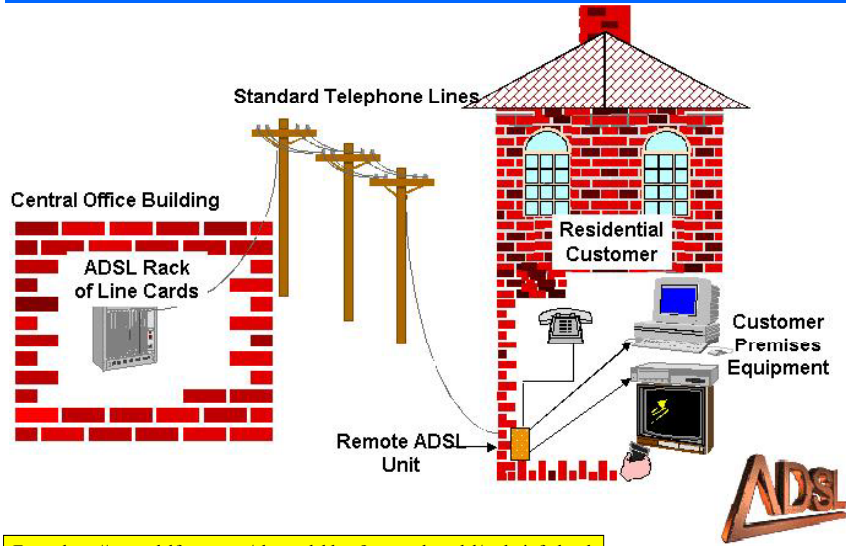 Standard Telephone Lines
Central Office Building
ADSL Rack
of Line Cards
Residential
Customer
Customer
Premises
Equipment
Remote ADSL
Unit
ADSL